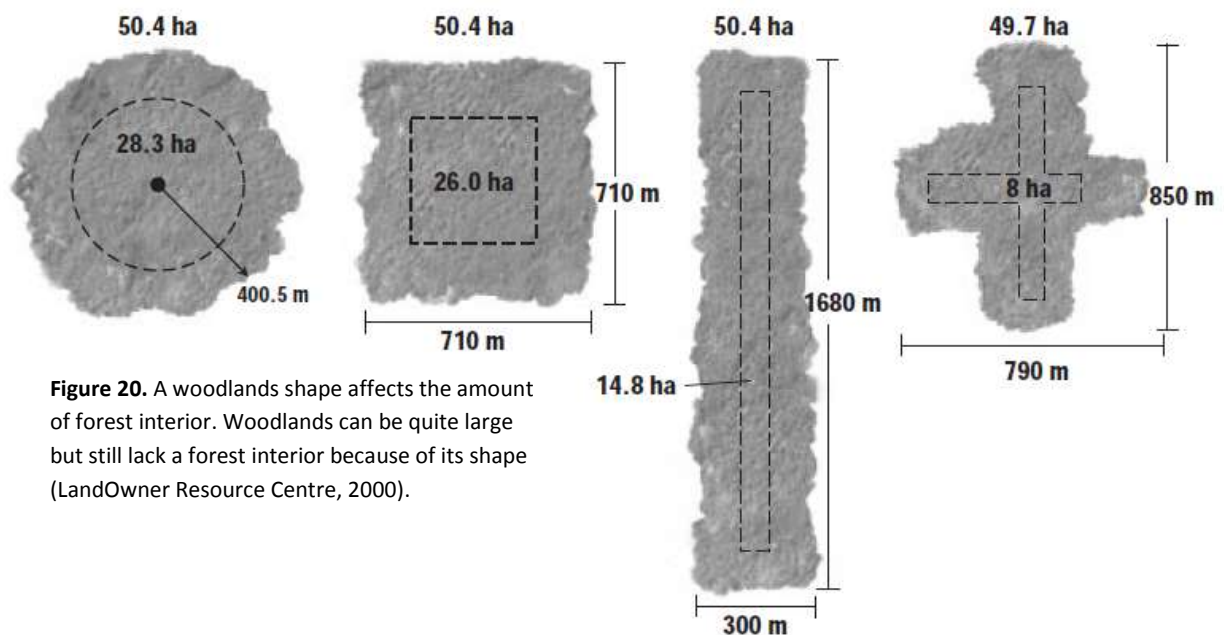 50.4 ha
28.3 ha
400.5 m
50.4 ha
26.0 ha
710 m
710 m
50.4 ha
1680 m
14.8 ha
300 m
49.7 ha
8 ha
850 m
790 m
Figure 20. A woodlands shape affects the amount
of forest interior. Woodlands can be quite large
but still lack a forest interior because of its shape
(LandOwner Resource Centre, 2000).